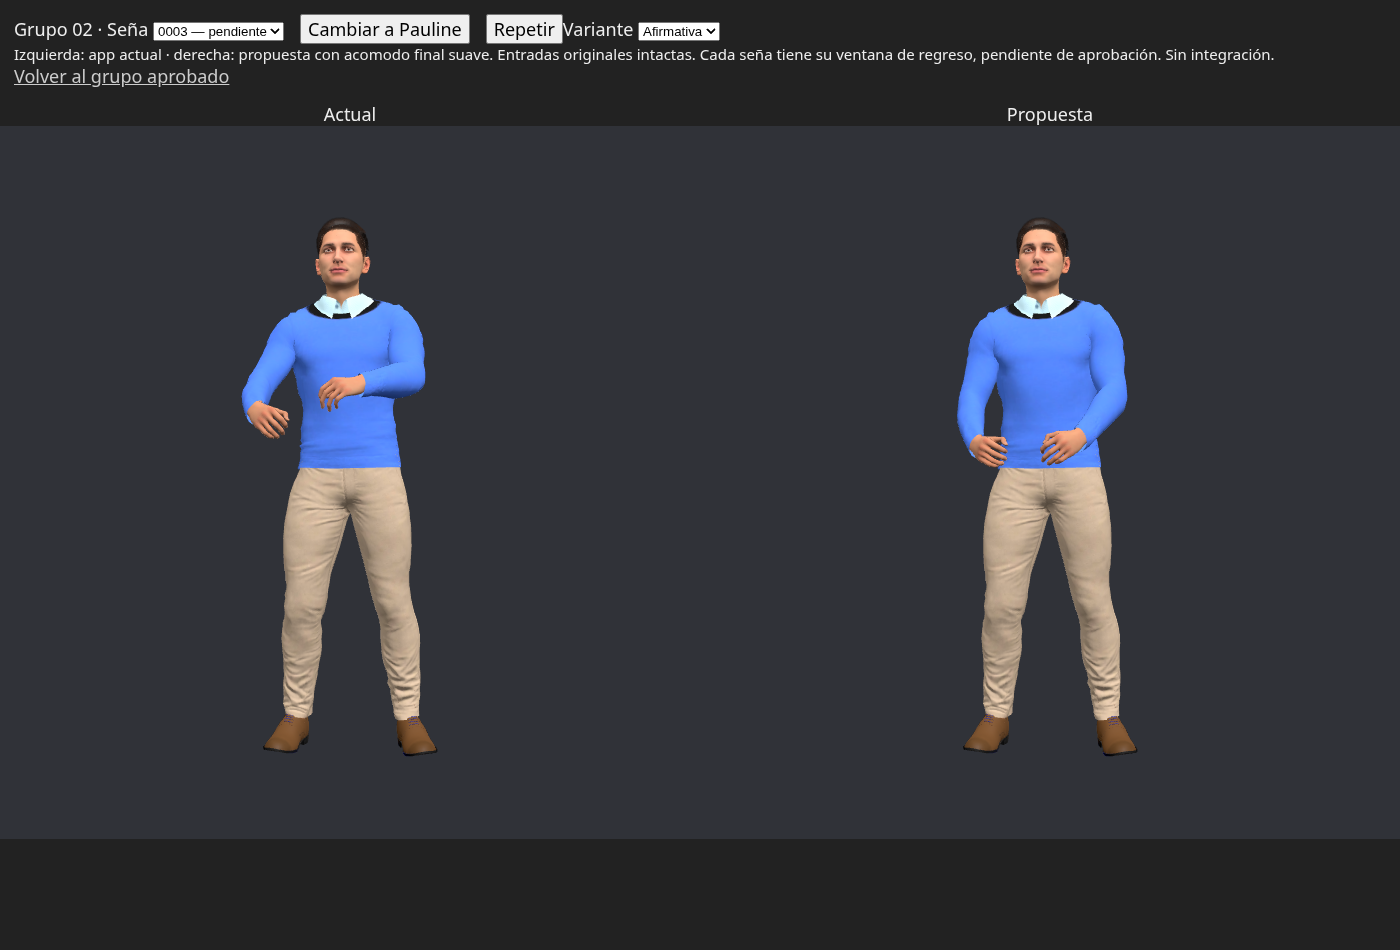 Grupo 02 · Seña 0003 — pendiente Cambiar a Pauline Repetir Variante Afirmativa
Izquierda: app actual · derecha: propuesta con acomodo final suave. Entradas originales intactas. Cada seña tiene su ventana de regreso, pendiente de aprobación. Sin integración.
Volver al grupo aprobado
Actual
Propuesta